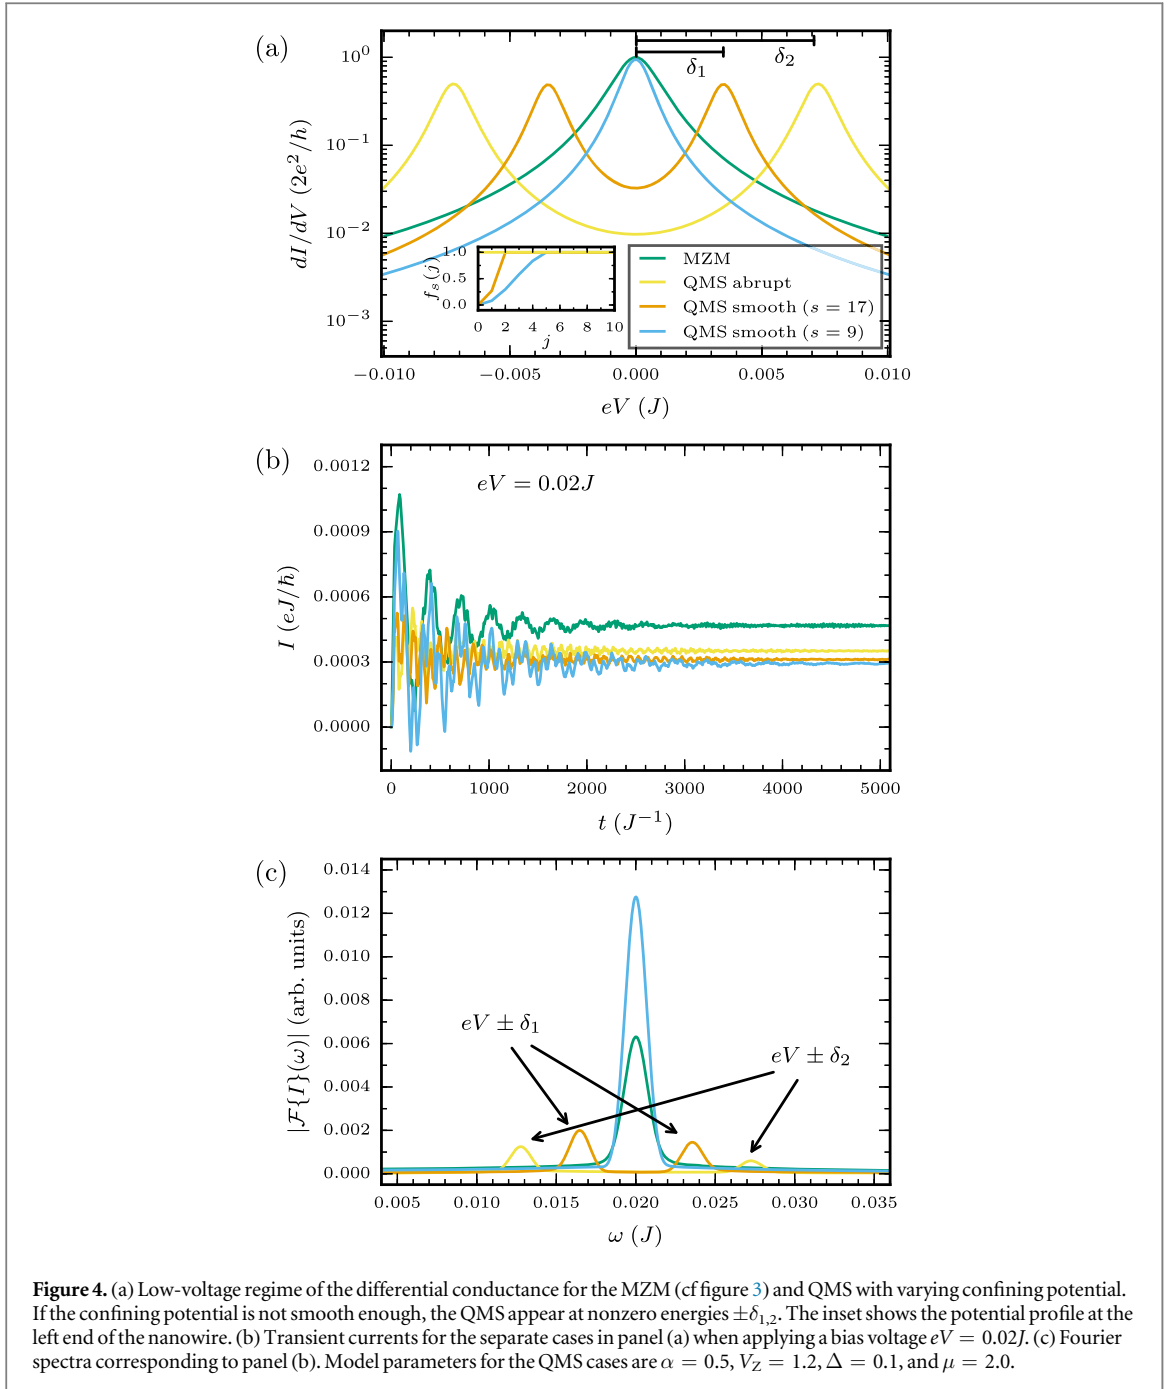 (a)
dI/dV (2e²/h)
10⁰
10⁻¹
10⁻²
10⁻³
δ₁
δ₂
fₛ(j)
1.0
0.5
0.0
0 2 4 6 8 10
j
MZM
QMS abrupt
QMS smooth (s = 17)
QMS smooth (s = 9)
−0.010 −0.005 0.000 0.005 0.010
eV (J)
(b)
I (eJ/ħ)
0.0012
0.0009
0.0006
0.0003
0.0000
eV = 0.02J
0 1000 2000 3000 4000 5000
t (J⁻¹)
(c)
|ℱ{I}(ω)| (arb. units)
0.014
0.012
0.010
0.008
0.006
0.004
0.002
0.000
eV ± δ₁
eV ± δ₂
0.005 0.010 0.015 0.020 0.025 0.030 0.035
ω (J)
Figure 4. (a) Low-voltage regime of the differential conductance for the MZM (cf figure 3) and QMS with varying confining potential.
If the confining potential is not smooth enough, the QMS appear at nonzero energies ±δ₁,₂. The inset shows the potential profile at the
left end of the nanowire. (b) Transient currents for the separate cases in panel (a) when applying a bias voltage eV = 0.02J. (c) Fourier
spectra corresponding to panel (b). Model parameters for the QMS cases are α = 0.5, V_Z = 1.2, Δ = 0.1, and μ = 2.0.